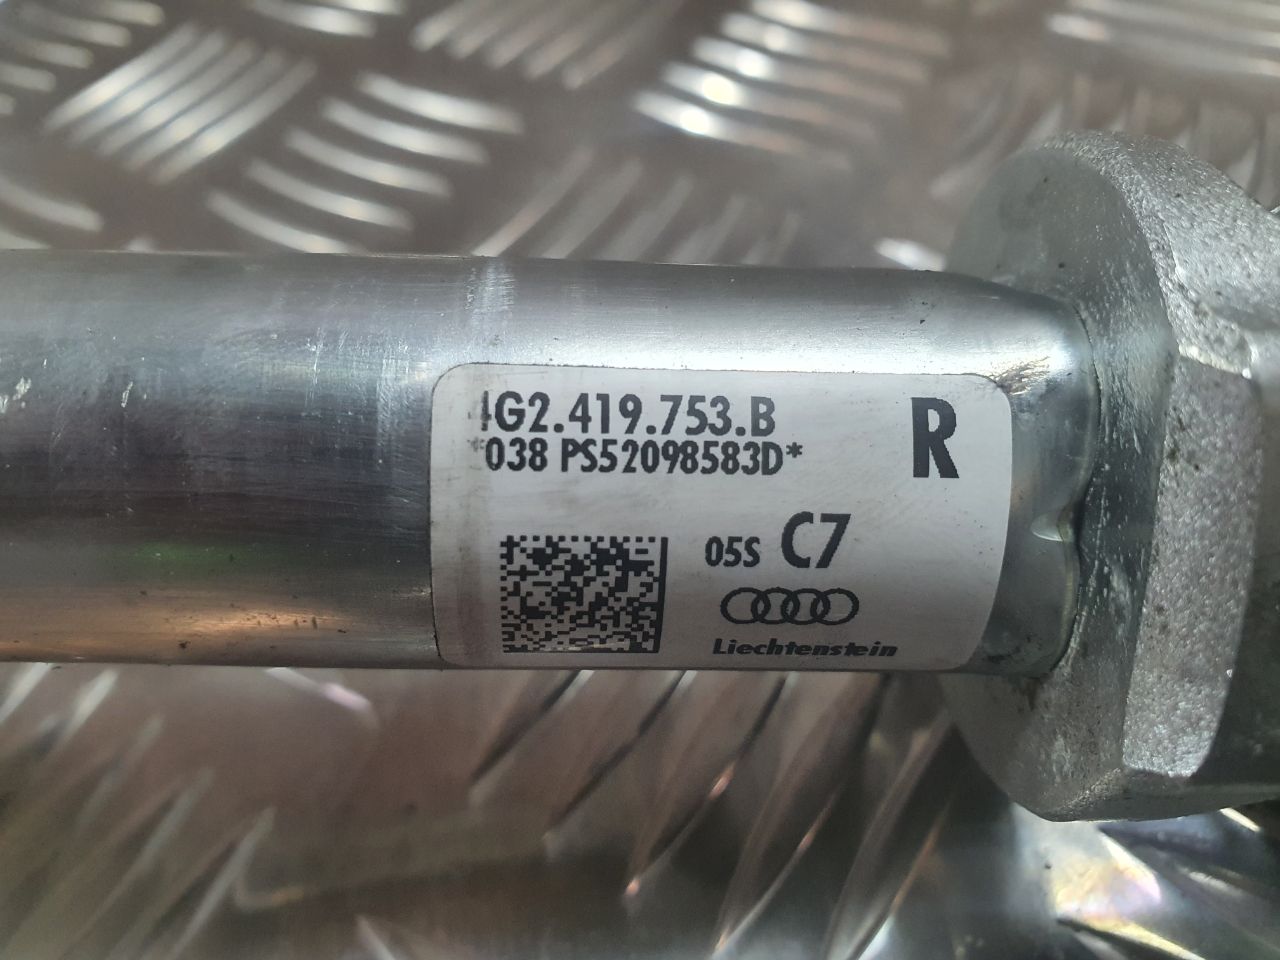 4G2.419.753.B
R
*038 PS52098583D*
05S C7
Liechtenstein